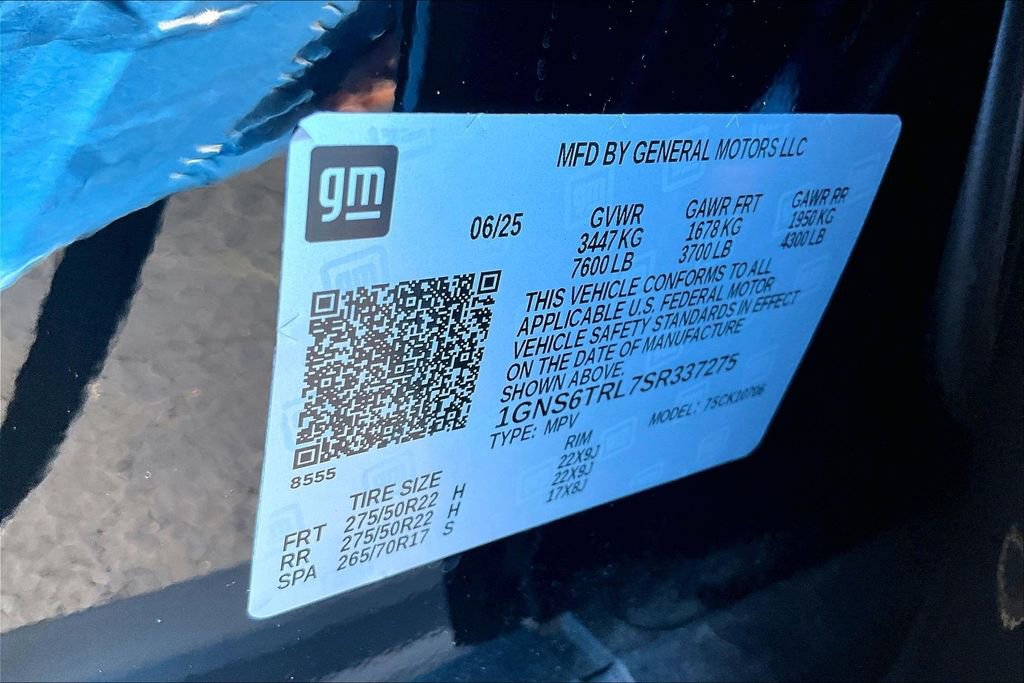 gm
MFD BY GENERAL MOTORS LLC
06/25
GVWR GAWR FRT GAWR RR
3447 KG 1678 KG 1950 KG
7600 LB 3700 LB 4300 LB
THIS VEHICLE CONFORMS TO ALL
APPLICABLE U.S. FEDERAL MOTOR
VEHICLE SAFETY STANDARDS IN EFFECT
ON THE DATE OF MANUFACTURE
SHOWN ABOVE.
1GNS6TRL7SR337275
TYPE: MPV MODEL: 75CK10706
8555
TIRE SIZE RIM
FRT 275/50R22 H 22X9J
RR 275/50R22 H 22X9J
SPA 265/70R17 S 17X8J